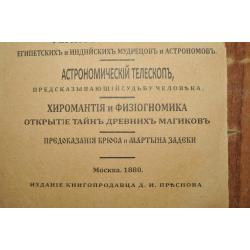 ЕГИПЕТСКИХЪ и ИНДІЙСКИХЪ МУДРЕЦОВЪ И АСТРОНОМОВЪ.
АСТРОНОМИЧЕСКІЙ ТЕЛЕСКОПЪ,
ПРЕДСКАЗЫВАЮЩІЙ СУДЬБУ ЧЕЛОВѢКА.
ХИРОМАНТІЯ И ФИЗІОГНОМИКА
ОТКРЫТІЕ ТАЙНЪ ДРЕВНИХЪ МАГИКОВЪ
ПРЕДСКАЗАНІЯ БРЮСА И МАРТЫНА ЗАДЕКИ
Москва. 1880.
ИЗДАНІЕ КНИГОПРОДАВЦА Д. И. ПРѢСНОВА